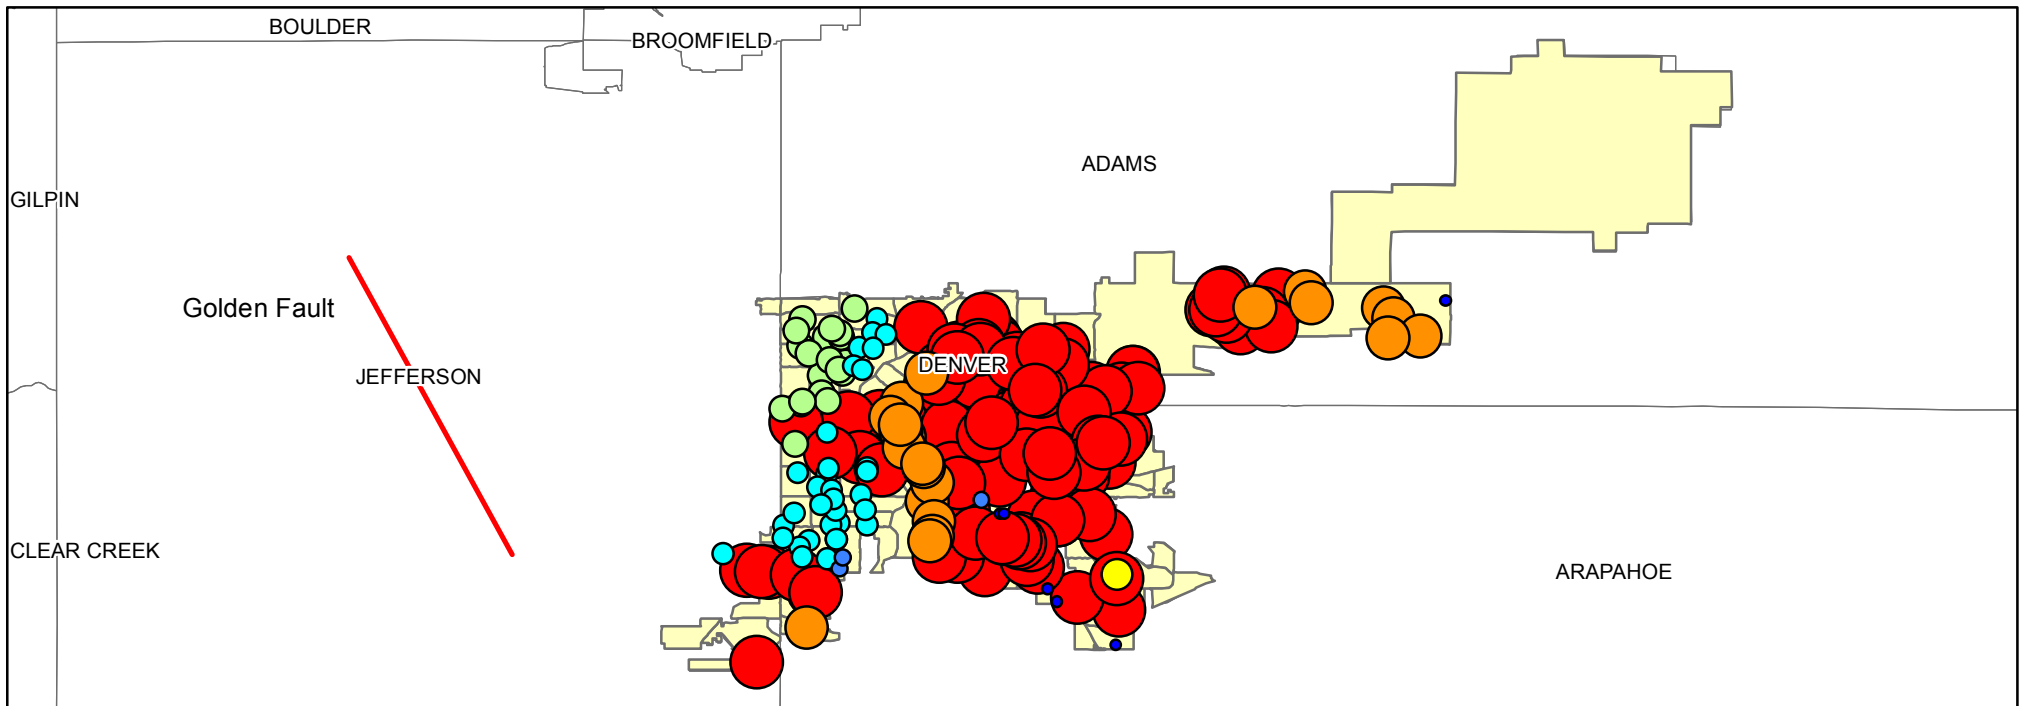 BOULDER
BROOMFIELD
ADAMS
GILPIN
Golden Fault
DENVER
JEFFERSON
CLEAR CREEK
ARAPAHOE